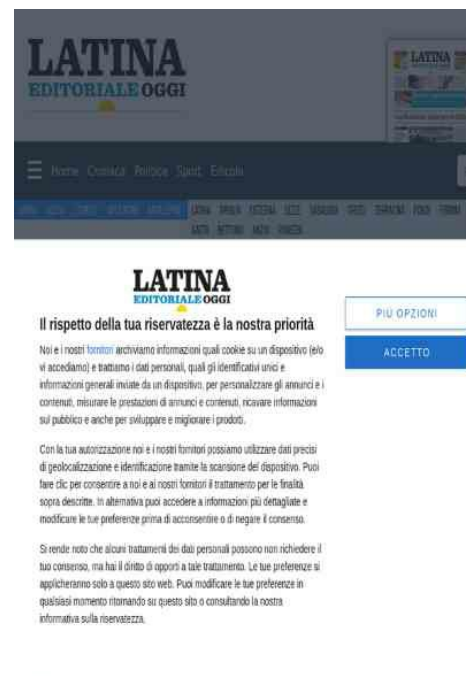 LATINA
EDITORIALE OGGI
LATINA
Home Cronaca Politica Sport Edicola
LATINA
EDITORIALE OGGI
Il rispetto della tua riservatezza è la nostra priorità
Noi e i nostri fornitori archiviamo informazioni quali cookie su un dispositivo (e/o
vi accediamo) e trattiamo i dati personali, quali gli identificativi unici e
informazioni generali inviate da un dispositivo, per personalizzare gli annunci e i
contenuti, misurare le prestazioni di annunci e contenuti, ricavare informazioni
sul pubblico e anche per sviluppare e migliorare i prodotti.
Con la tua autorizzazione noi e i nostri fornitori possiamo utilizzare dati precisi
di geolocalizzazione e identificazione tramite la scansione del dispositivo. Puoi
fare clic per consentire a noi e ai nostri fornitori il trattamento per le finalità
sopra descritte. In alternativa puoi accedere a informazioni più dettagliate e
modificare le tue preferenze prima di acconsentire o di negare il consenso.
Si rende noto che alcuni trattamenti dei dati personali possono non richiedere il
tuo consenso, ma hai il diritto di opporti a tale trattamento. Le tue preferenze si
applicheranno solo a questo sito web. Puoi modificare le tue preferenze in
qualsiasi momento ritornando su questo sito o consultando la nostra
informativa sulla riservatezza.
PIÙ OPZIONI
ACCETTO